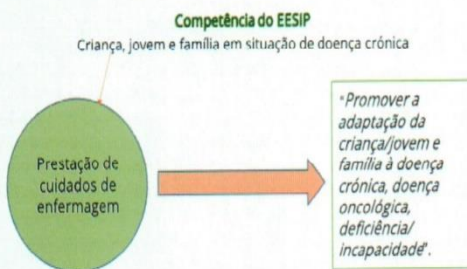 Competência do EESIP
Criança, jovem e família em situação de doença crónica
Prestação de
cuidados de
enfermagem
"Promover a
adaptação da
criança/jovem e
família à doença
crónica, doença
oncológica,
deficiência/
incapacidade".